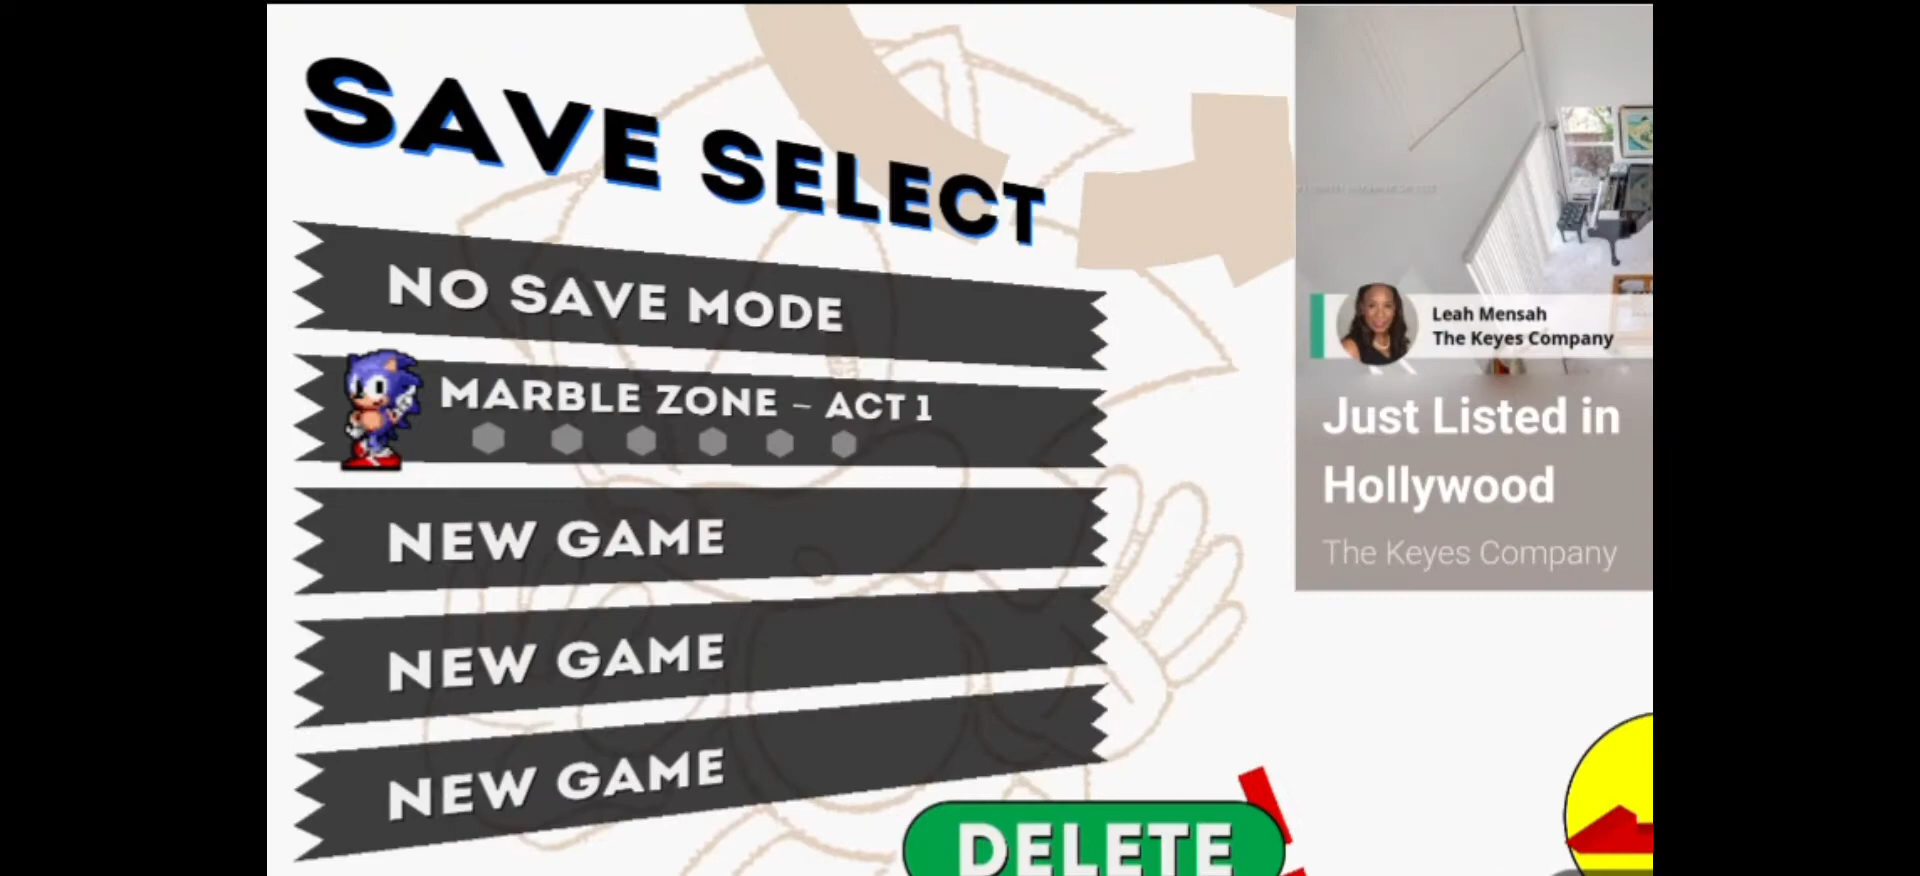 SAVE SELECT
NO SAVE MODE
MARBLE ZONE – ACT 1
NEW GAME
NEW GAME
NEW GAME
DELETE
Leah Mensah
The Keyes Company
Just Listed in
Hollywood
The Keyes Company